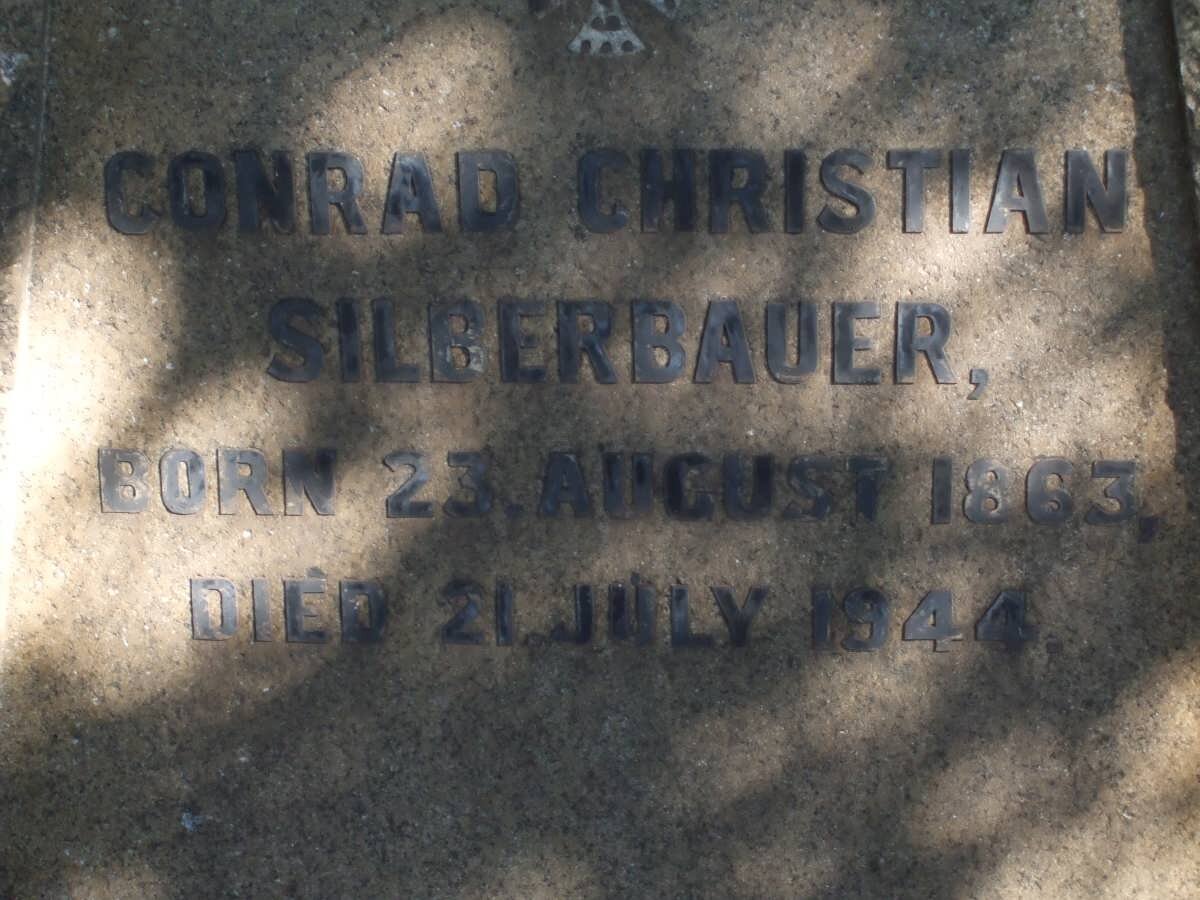 CONRAD CHRISTIAN
SILBERBAUER,
BORN 23. AUGUST 1863,
DIED 21. JULY 1944.